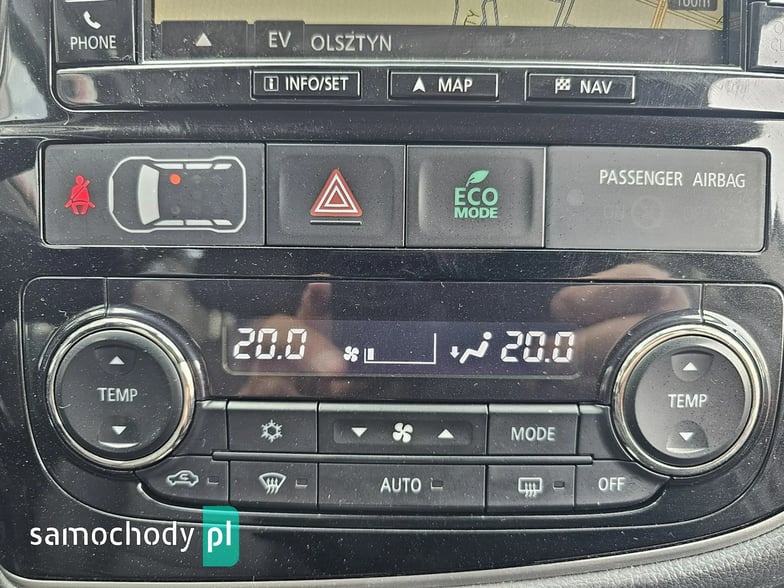 100m
PHONE
EV OLSZTYN
INFO/SET MAP NAV
ECO
MODE
PASSENGER AIRBAG
20.0 20.0
TEMP TEMP
MODE
AUTO OFF
samochody pl